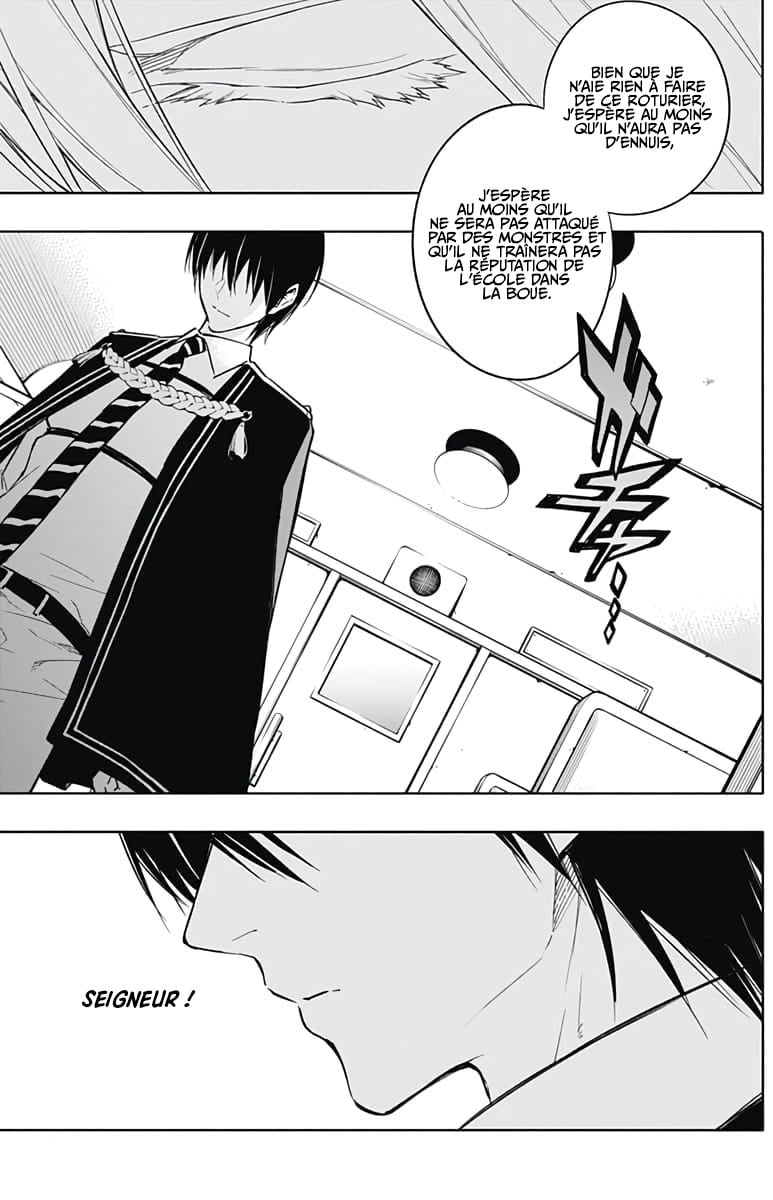 BIEN QUE JE
N'AIE RIEN À FAIRE
DE CE ROTURIER,
J'ESPÈRE AU MOINS
QU'IL N'AURA PAS
D'ENNUIS,
J'ESPÈRE
AU MOINS QU'IL
NE SERA PAS ATTAQUÉ
PAR DES MONSTRES ET
QU'IL NE TRAÎNERA PAS
LA RÉPUTATION DE
L'ÉCOLE DANS
LA BOUE.
SEIGNEUR !